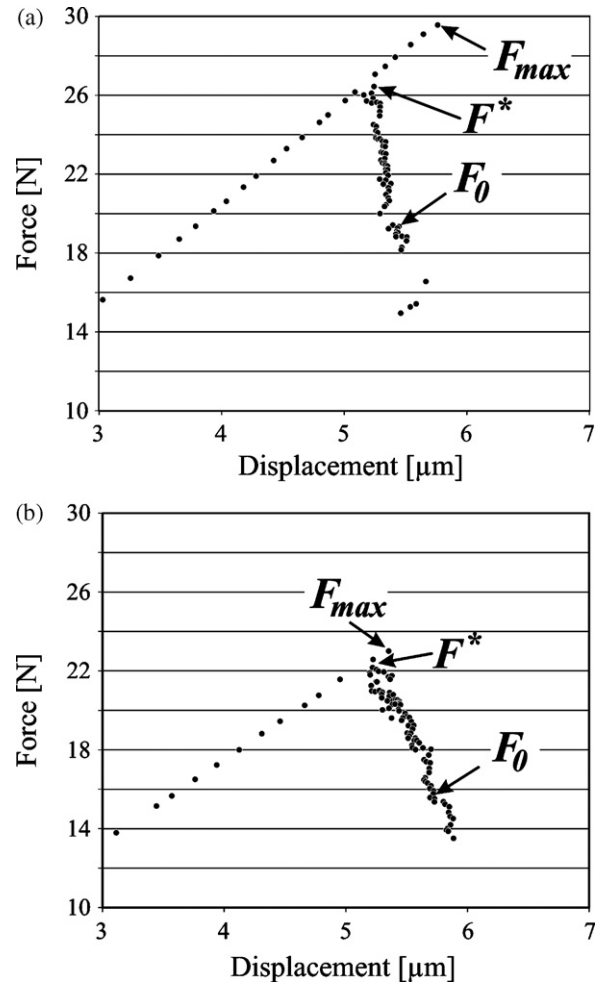 (a)
30
26
22
18
14
10
Force [N]
F_max
F*
F_0
3 4 5 6 7
Displacement [µm]
(b)
30
26
22
18
14
10
Force [N]
F_max
F*
F_0
3 4 5 6 7
Displacement [µm]